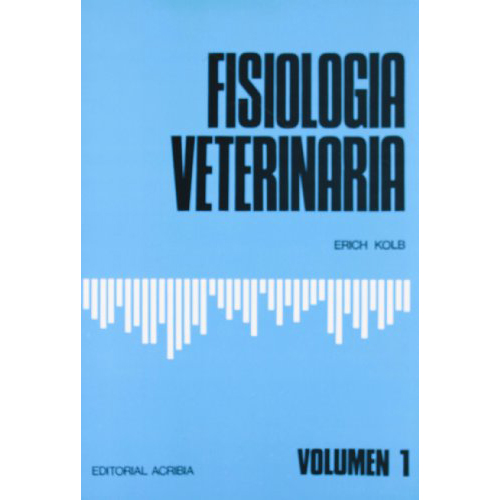 FISIOLOGIA
VETERINARIA
ERICH KOLB
EDITORIAL ACRIBIA
VOLUMEN 1